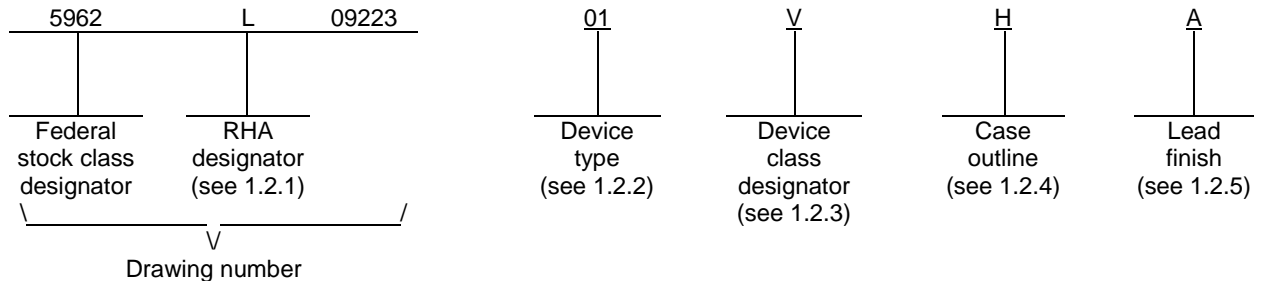 5962 L 09223 01 V H A
Federal stock class designator
RHA designator (see 1.2.1)
Device type (see 1.2.2)
Device class designator (see 1.2.3)
Case outline (see 1.2.4)
Lead finish (see 1.2.5)
\ /
\/
Drawing number